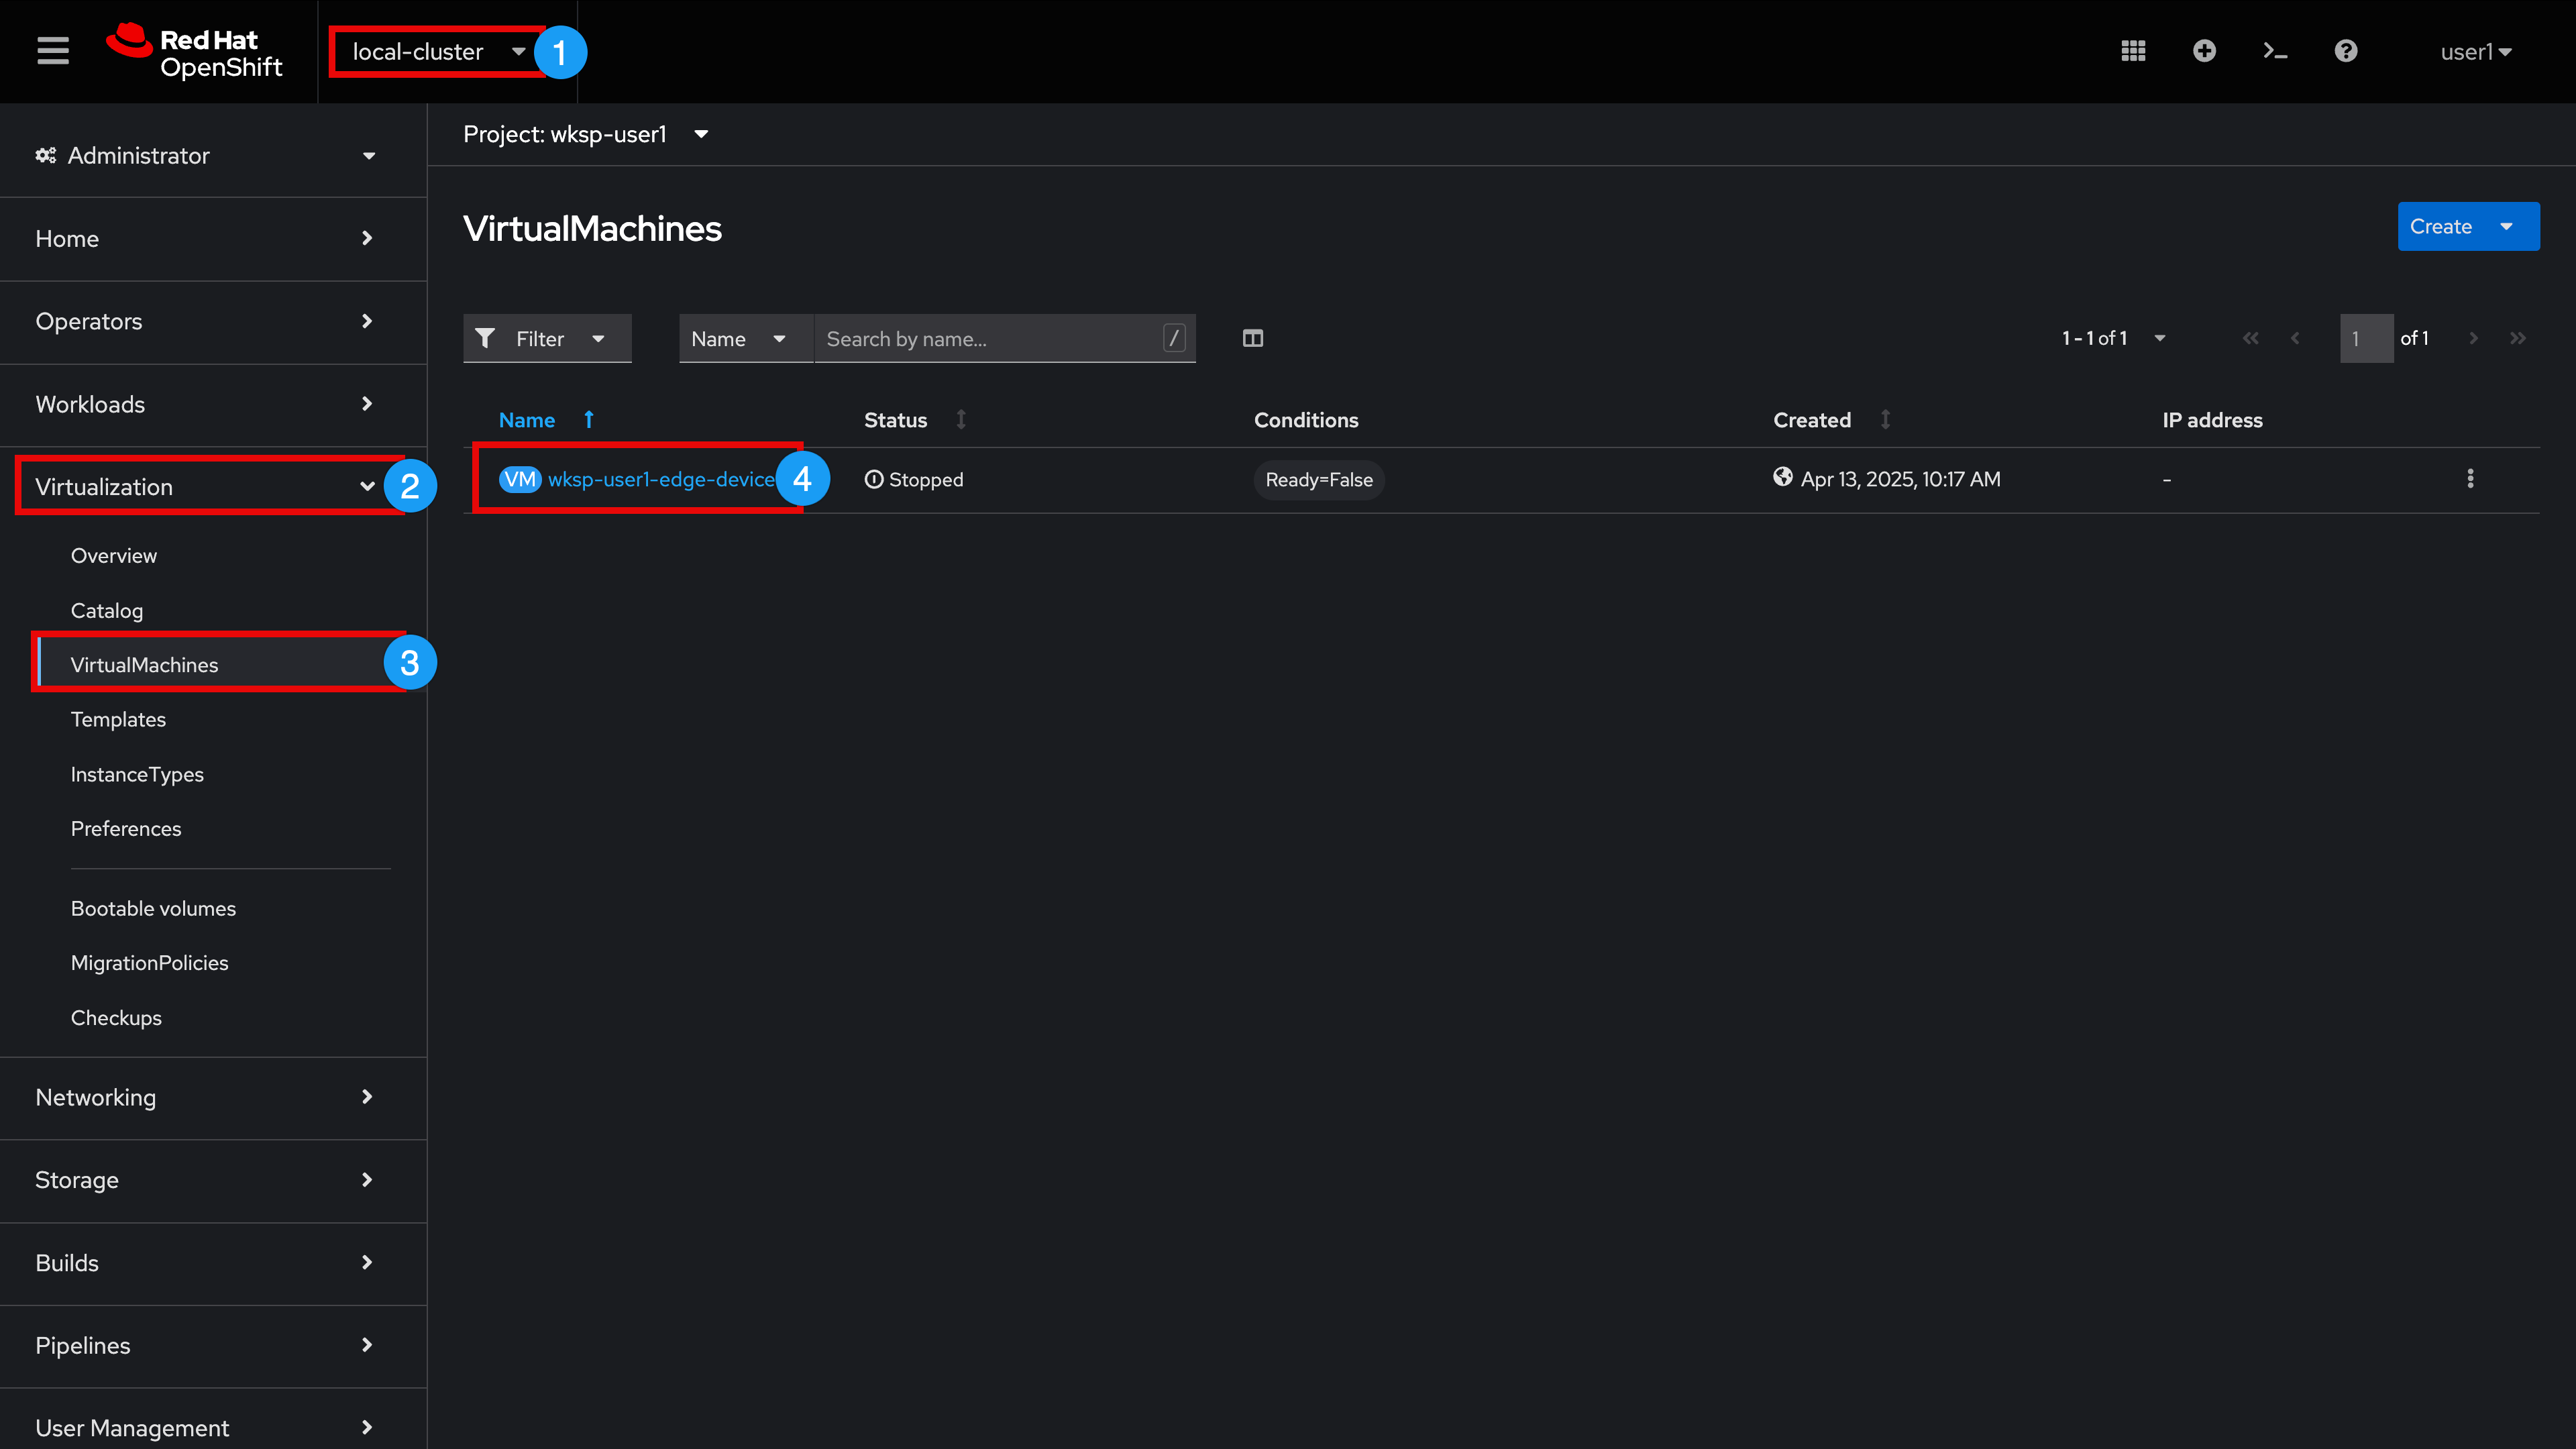 Red Hat
OpenShift
local-cluster
1
user1
Administrator
Home
Operators
Workloads
Virtualization
2
Overview
Catalog
VirtualMachines
3
Templates
InstanceTypes
Preferences
Bootable volumes
MigrationPolicies
Checkups
Networking
Storage
Builds
Pipelines
User Management
Project: wksp-user1
VirtualMachines
Create
Filter
Name
Search by name...
/
1 - 1 of 1
1
of 1
Name Status Conditions Created IP address
VM wksp-user1-edge-device 4 Stopped Ready=False Apr 13, 2025, 10:17 AM -